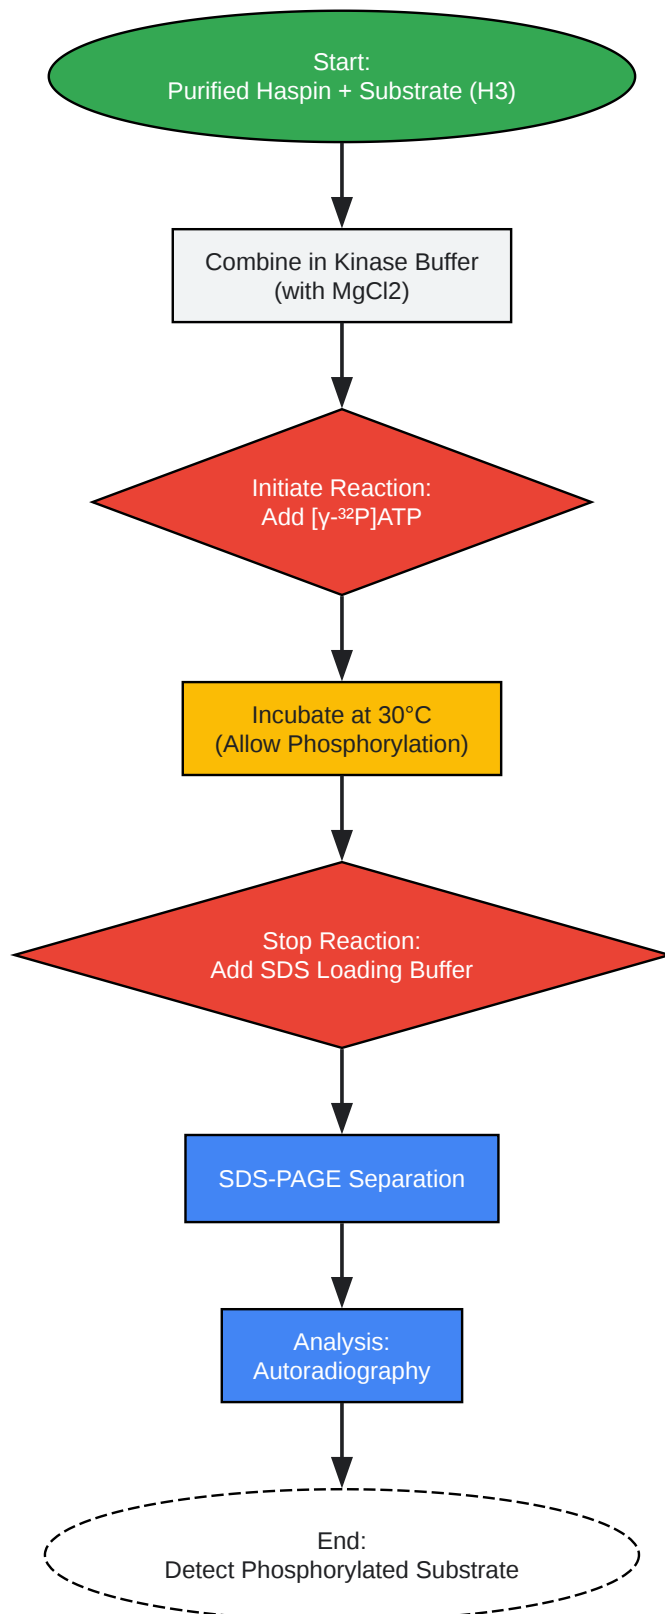 Start:
Purified Haspin + Substrate (H3)
Combine in Kinase Buffer
(with MgCl2)
Initiate Reaction:
Add [γ-³²P]ATP
Incubate at 30°C
(Allow Phosphorylation)
Stop Reaction:
Add SDS Loading Buffer
SDS-PAGE Separation
Analysis:
Autoradiography
End:
Detect Phosphorylated Substrate